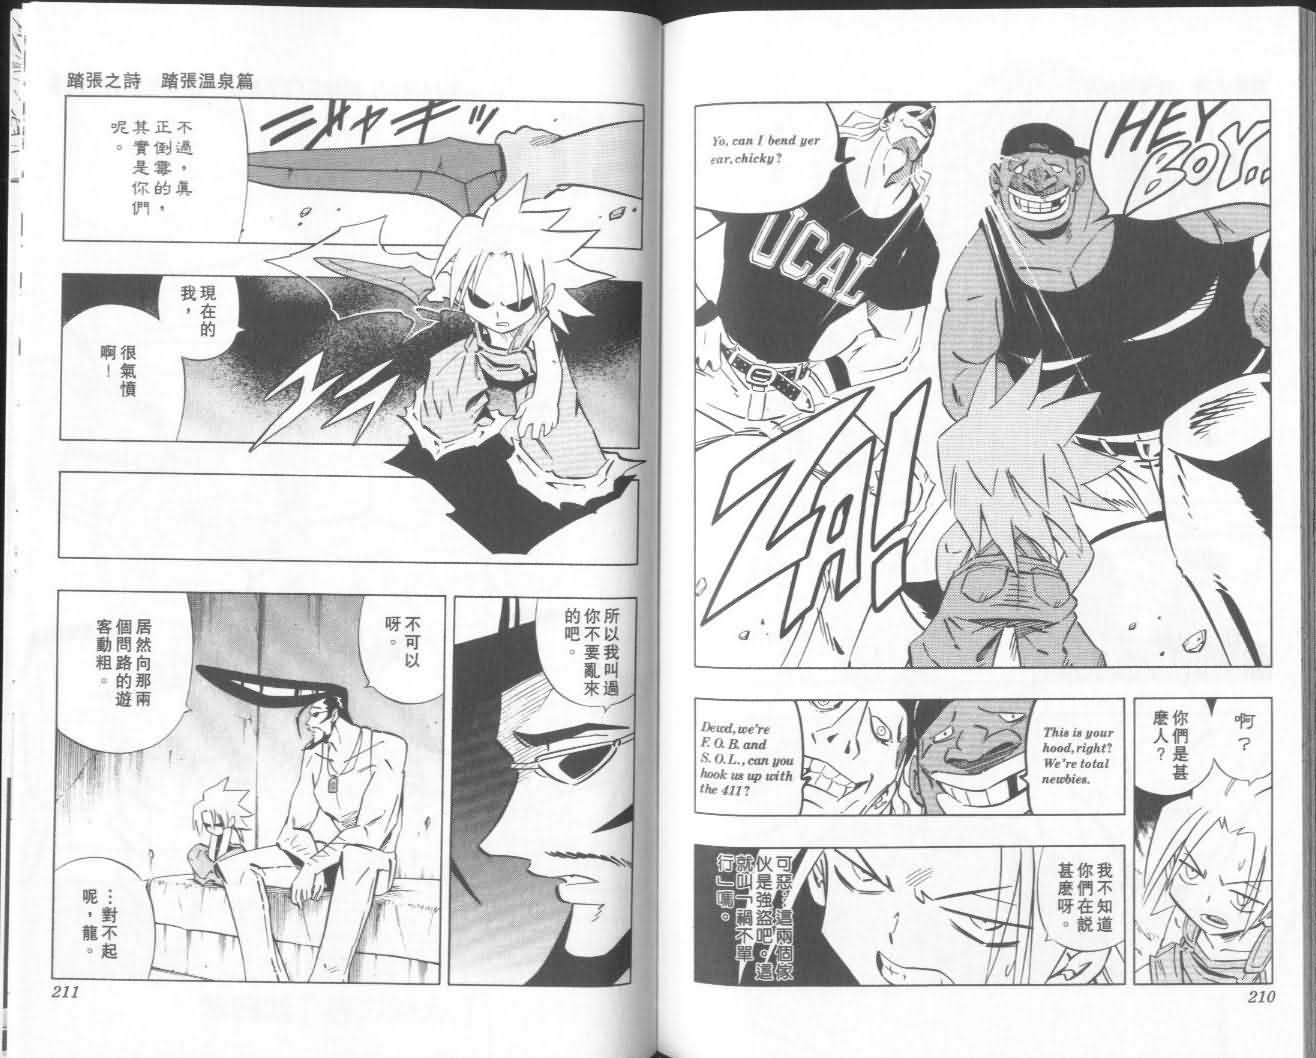 HEY
BOY...
Yo, can I bend yer
ear, chicky?
UCAL
ZA!
啊？
你們是甚
麽人？
This is your
hood, right?
We're total
newbies.
Dewd, we're
F. O. B. and
S. O. L., can you
hook us up with
the 411?
我不知道
你們在説
甚麽呀。
可惡…這兩個傢
伙是強盜吧。這
就叫「禍不單
行」嗎。
210
踏張之詩　踏張温泉篇
ジャキッ
不過，真
正倒霉的，
其實是你們
呢。
現在的
我，
很氣憤
啊！
所以我叫過
你不要亂來
的吧。
不可以
呀。
居然向那兩
個問路的遊
客動粗。
…對不起
呢，龍。
211